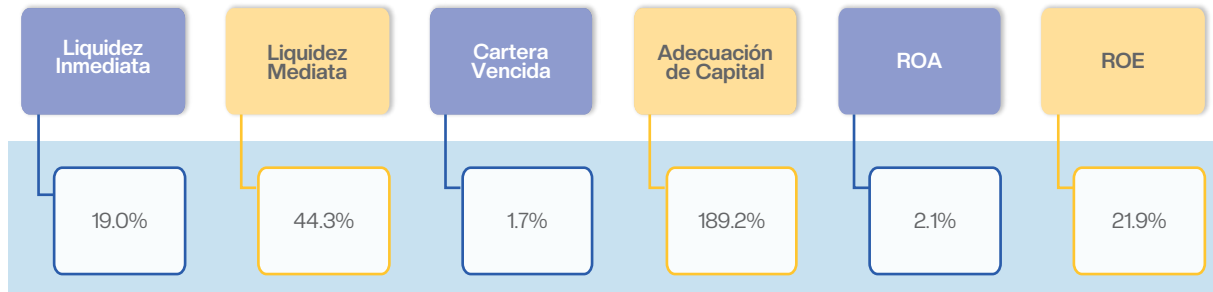 Liquidez
Inmediata
Liquidez
Mediata
Cartera
Vencida
Adecuación
de Capital
ROA
ROE
19.0%
44.3%
1.7%
189.2%
2.1%
21.9%